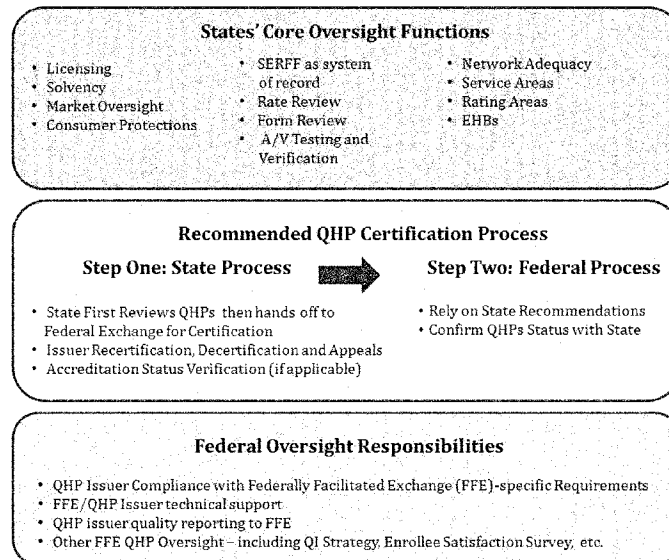 States' Core Oversight Functions
• Licensing
• Solvency
• Market Oversight
• Consumer Protections
• SERFF as system
of record
• Rate Review
• Form Review
• A/V Testing and
Verification
• Network Adequacy
• Service Areas
• Rating Areas
• EHBs
Recommended QHP Certification Process
Step One: State Process
• State First Reviews QHPs then hands off to
Federal Exchange for Certification
• Issuer Recertification, Decertification and Appeals
• Accreditation Status Verification (if applicable)
Step Two: Federal Process
• Rely on State Recommendations
• Confirm QHPs Status with State
Federal Oversight Responsibilities
• QHP Issuer Compliance with Federally Facilitated Exchange (FFE)-specific Requirements
• FFE/QHP Issuer technical support
• QHP issuer quality reporting to FFE
• Other FFE QHP Oversight – including QI Strategy, Enrollee Satisfaction Survey, etc.